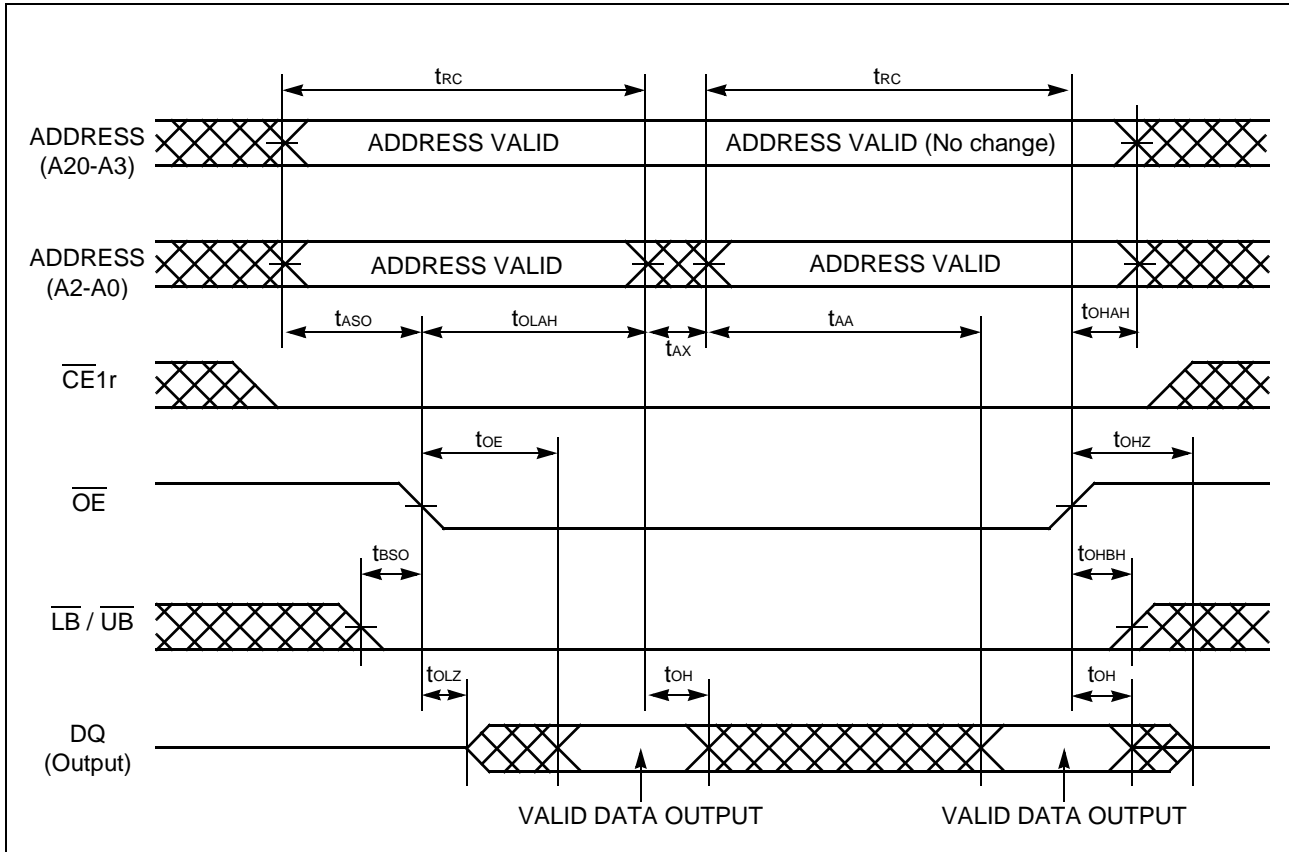 tRC
tRC
ADDRESS
(A20-A3)
ADDRESS VALID
ADDRESS VALID (No change)
ADDRESS
(A2-A0)
ADDRESS VALID
ADDRESS VALID
tASO
tOLAH
tAX
tAA
tOHAH
CE1r
tOE
tOHZ
OE
tBSO
tOHBH
LB / UB
tOLZ
tOH
tOH
DQ
(Output)
VALID DATA OUTPUT
VALID DATA OUTPUT